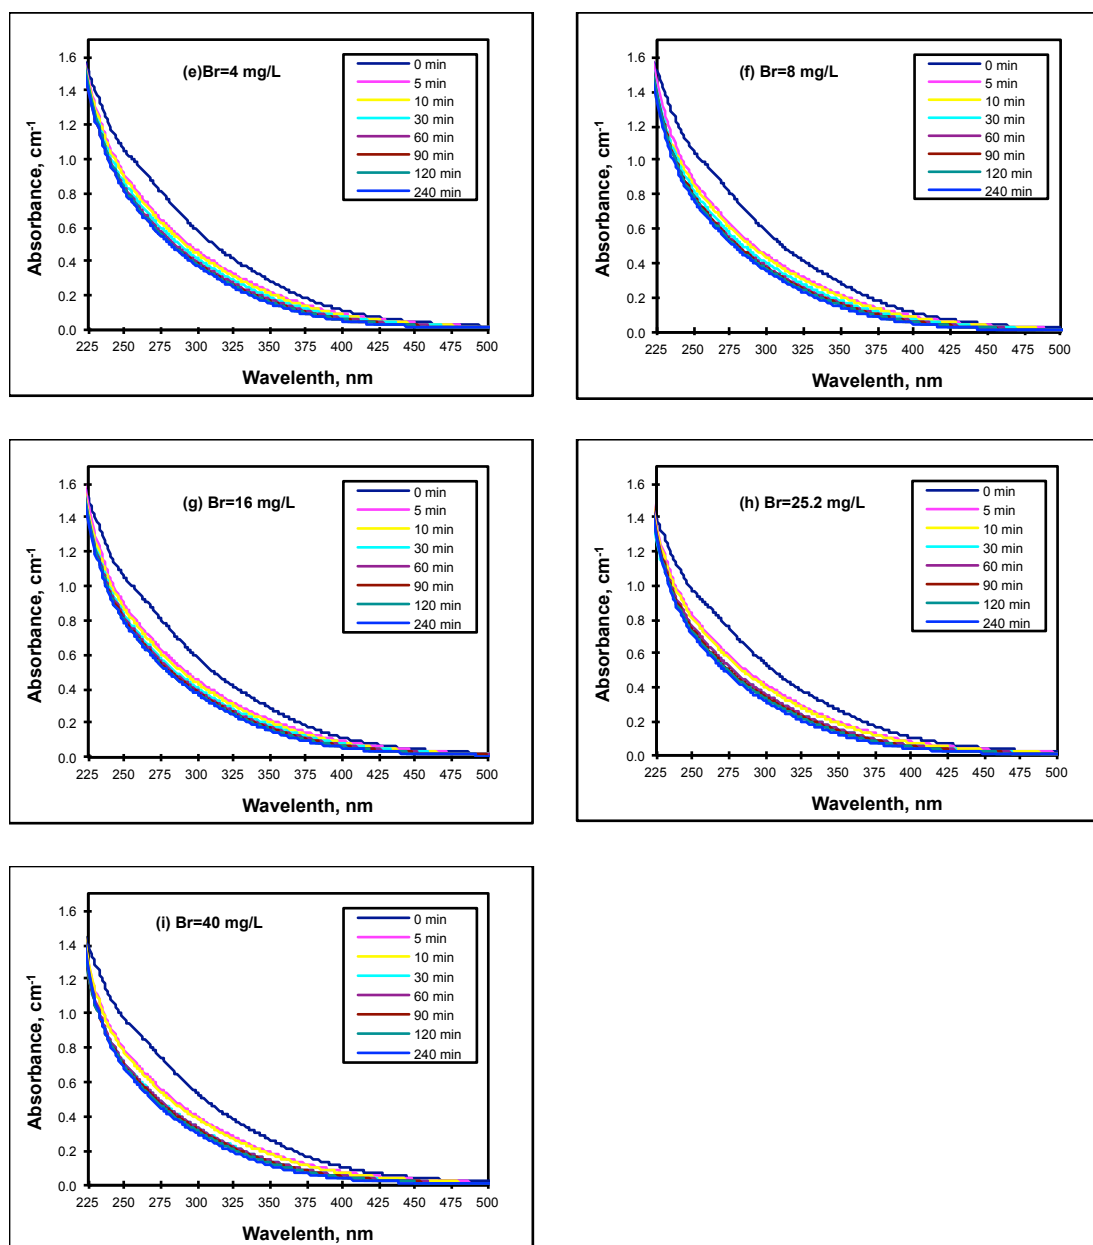 (e)Br=4 mg/L
0 min
5 min
10 min
30 min
60 min
90 min
120 min
240 min
1.6
1.4
1.2
1.0
0.8
0.6
0.4
0.2
0.0
Absorbance, cm-1
225 250 275 300 325 350 375 400 425 450 475 500
Wavelenth, nm
(f) Br=8 mg/L
0 min
5 min
10 min
30 min
60 min
90 min
120 min
240 min
1.6
1.4
1.2
1.0
0.8
0.6
0.4
0.2
0.0
Absorbance, cm-1
225 250 275 300 325 350 375 400 425 450 475 500
Wavelenth, nm
(g) Br=16 mg/L
0 min
5 min
10 min
30 min
60 min
90 min
120 min
240 min
1.6
1.4
1.2
1.0
0.8
0.6
0.4
0.2
0.0
Absorbance, cm-1
225 250 275 300 325 350 375 400 425 450 475 500
Wavelenth, nm
(h) Br=25.2 mg/L
0 min
5 min
10 min
30 min
60 min
90 min
120 min
240 min
1.6
1.4
1.2
1.0
0.8
0.6
0.4
0.2
0.0
Absorbance, cm-1
225 250 275 300 325 350 375 400 425 450 475 500
Wavelenth, nm
(i) Br=40 mg/L
0 min
5 min
10 min
30 min
60 min
90 min
120 min
240 min
1.6
1.4
1.2
1.0
0.8
0.6
0.4
0.2
0.0
Absorbance, cm-1
225 250 275 300 325 350 375 400 425 450 475 500
Wavelenth, nm